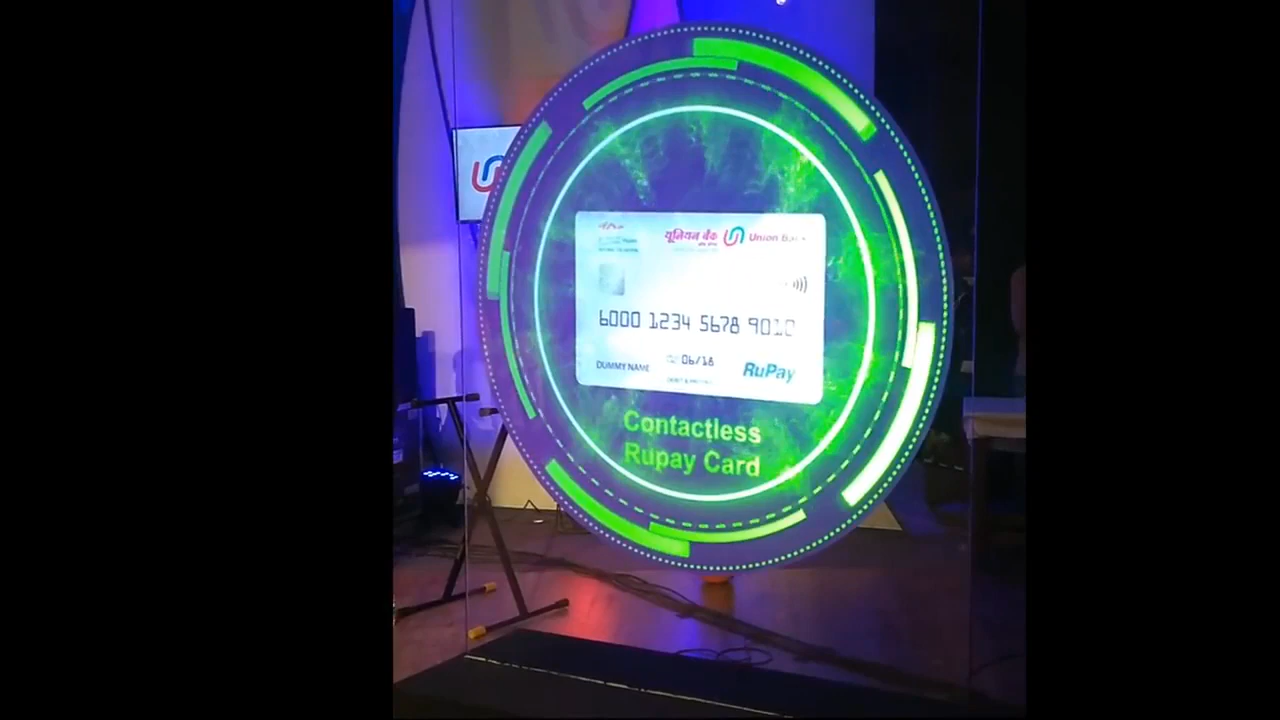 यूनियन बैंक Union Bank
6000 1234 5678 9010
06/18
DUMMY NAME
RuPay
Contactless
Rupay Card